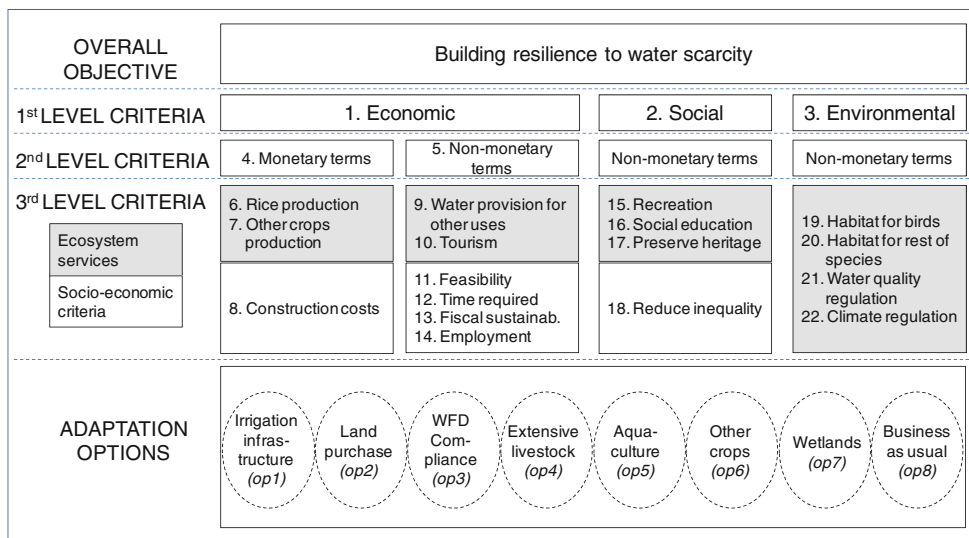 OVERALL
OBJECTIVE
Building resilience to water scarcity
1st LEVEL CRITERIA
1. Economic
2. Social
3. Environmental
2nd LEVEL CRITERIA
4. Monetary terms
5. Non-monetary
terms
Non-monetary terms
Non-monetary terms
3rd LEVEL CRITERIA
Ecosystem
services
Socio-economic
criteria
6. Rice production
7. Other crops
production
8. Construction costs
9. Water provision for
other uses
10. Tourism
11. Feasibility
12. Time required
13. Fiscal sustainab.
14. Employment
15. Recreation
16. Social education
17. Preserve heritage
18. Reduce inequality
19. Habitat for birds
20. Habitat for rest of
species
21. Water quality
regulation
22. Climate regulation
ADAPTATION
OPTIONS
Irrigation
infras-
tructure
(op1)
Land
purchase
(op2)
WFD
Com-
pliance
(op3)
Extensive
livestock
(op4)
Aqua-
culture
(op5)
Other
crops
(op6)
Wetlands
(op7)
Business
as usual
(op8)